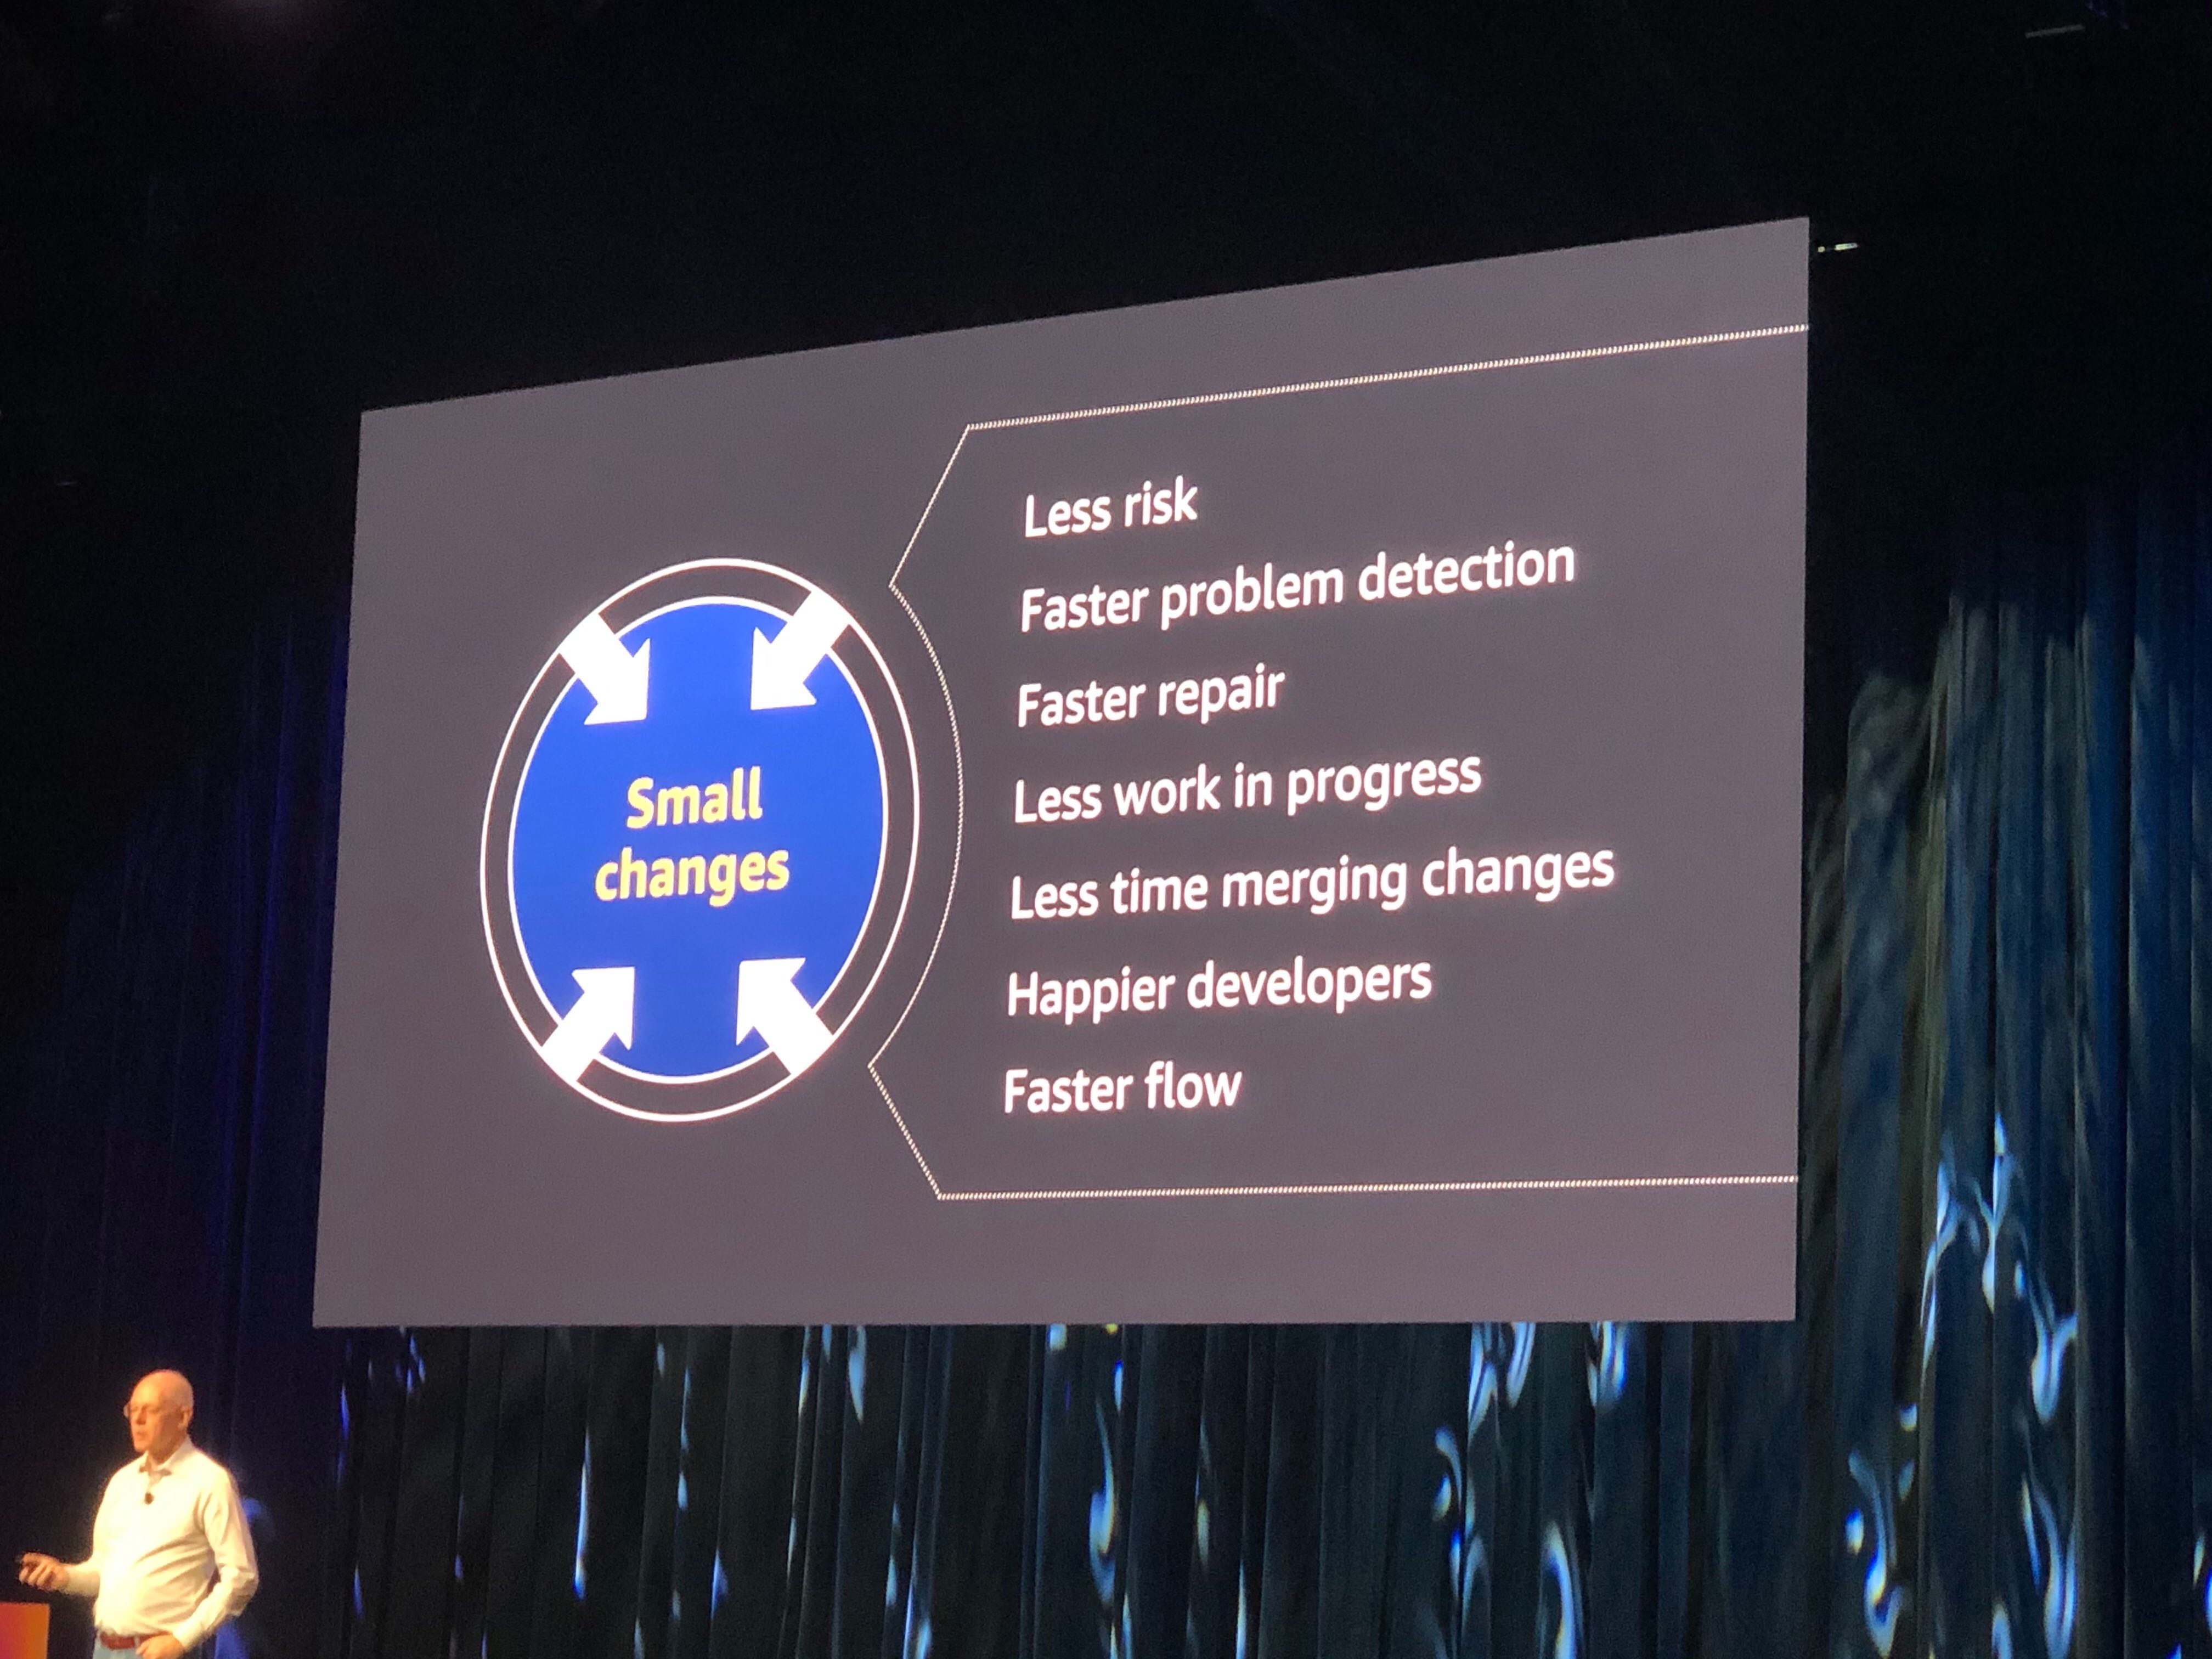 Small
changes
Less risk
Faster problem detection
Faster repair
Less work in progress
Less time merging changes
Happier developers
Faster flow